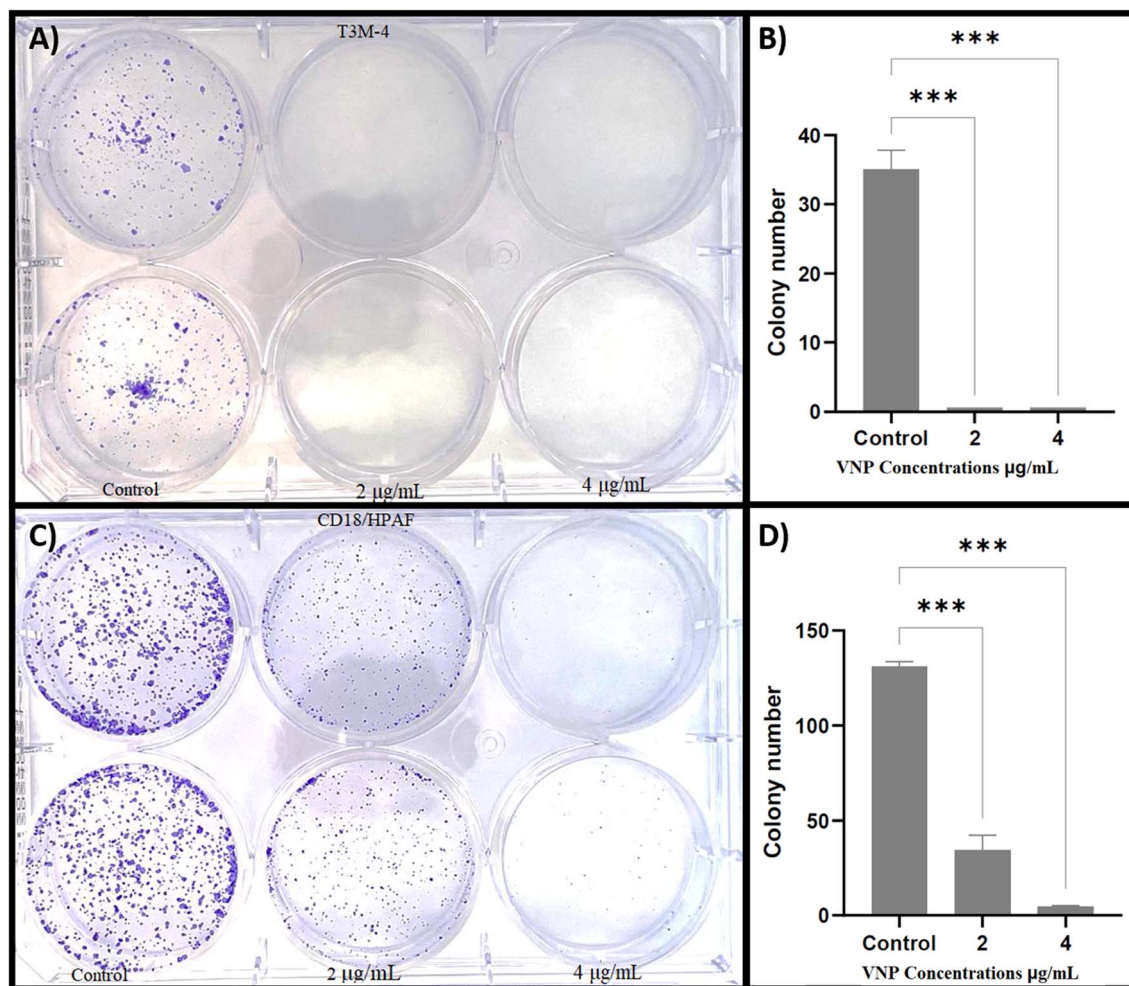 A)
T3M-4
Control
2 µg/mL
4 µg/mL
B)
***
***
40
30
20
10
0
Colony number
Control 2 4
VNP Concentrations µg/mL
C)
CD18/HPAF
Control
2 µg/mL
4 µg/mL
D)
***
***
150
100
50
0
Colony number
Control 2 4
VNP Concentrations µg/mL